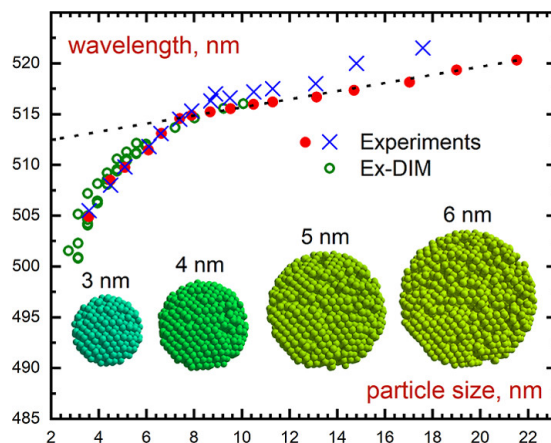 520
515
510
505
500
495
490
485
wavelength, nm
Experiments
Ex-DIM
3 nm
4 nm
5 nm
6 nm
particle size, nm
2 4 6 8 10 12 14 16 18 20 22